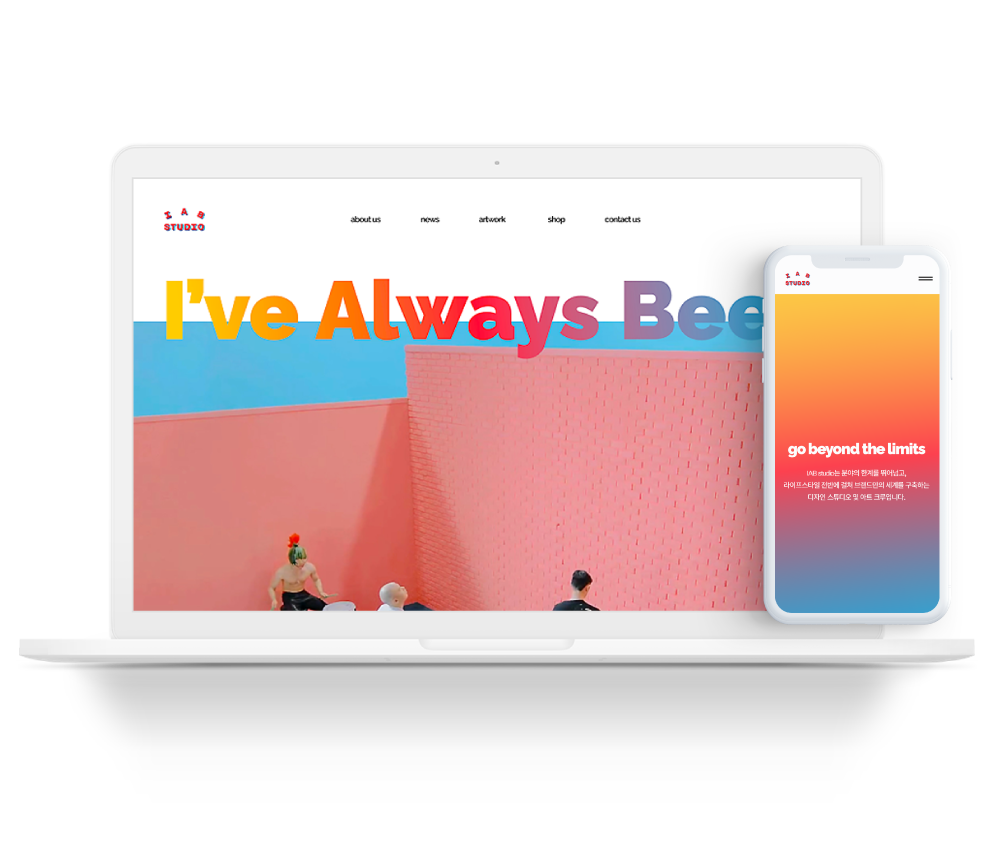 IAB
STUDIO
about us
news
artwork
shop
contact us
I've Always Bee
IAB
STUDIO
go beyond the limits
IAB studio는 분야의 한계를 뛰어넘고,
라이프스타일 전반에 걸쳐 브랜드만의 세계를 구축하는
디자인 스튜디오 및 아트 크루입니다.